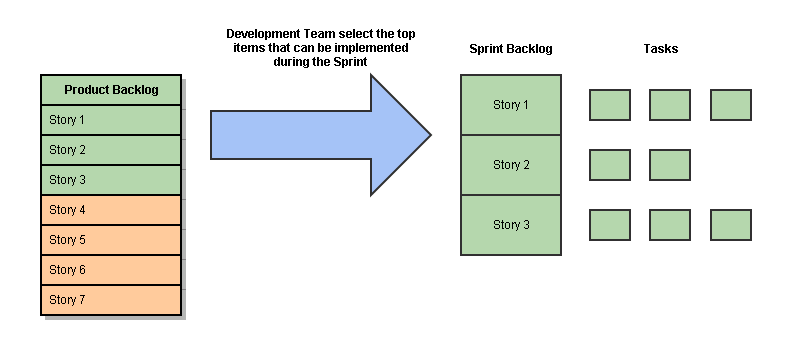 Development Team select the top
items that can be implemented
during the Sprint
Product Backlog
Story 1
Story 2
Story 3
Story 4
Story 5
Story 6
Story 7
Sprint Backlog
Story 1
Story 2
Story 3
Tasks